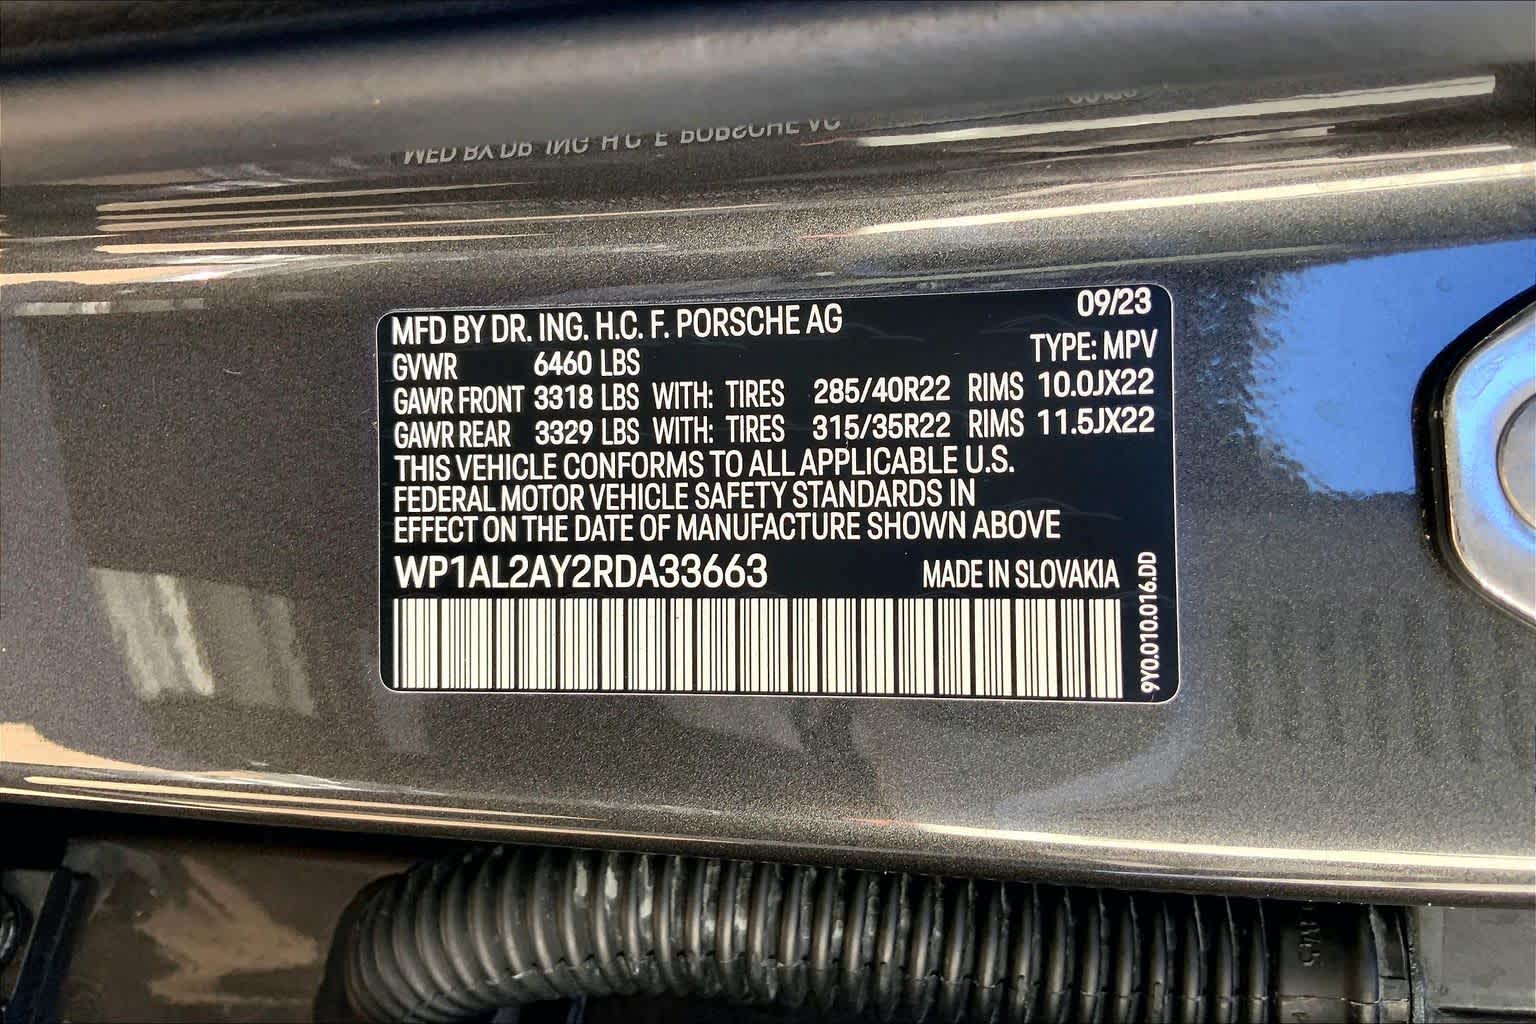 MFD BY DR. ING. H.C. F. PORSCHE AG 09/23
GVWR 6460 LBS TYPE: MPV
GAWR FRONT 3318 LBS WITH: TIRES 285/40R22 RIMS 10.0JX22
GAWR REAR 3329 LBS WITH: TIRES 315/35R22 RIMS 11.5JX22
THIS VEHICLE CONFORMS TO ALL APPLICABLE U.S.
FEDERAL MOTOR VEHICLE SAFETY STANDARDS IN
EFFECT ON THE DATE OF MANUFACTURE SHOWN ABOVE
WP1AL2AY2RDA33663 MADE IN SLOVAKIA
9Y0.010.016.DD